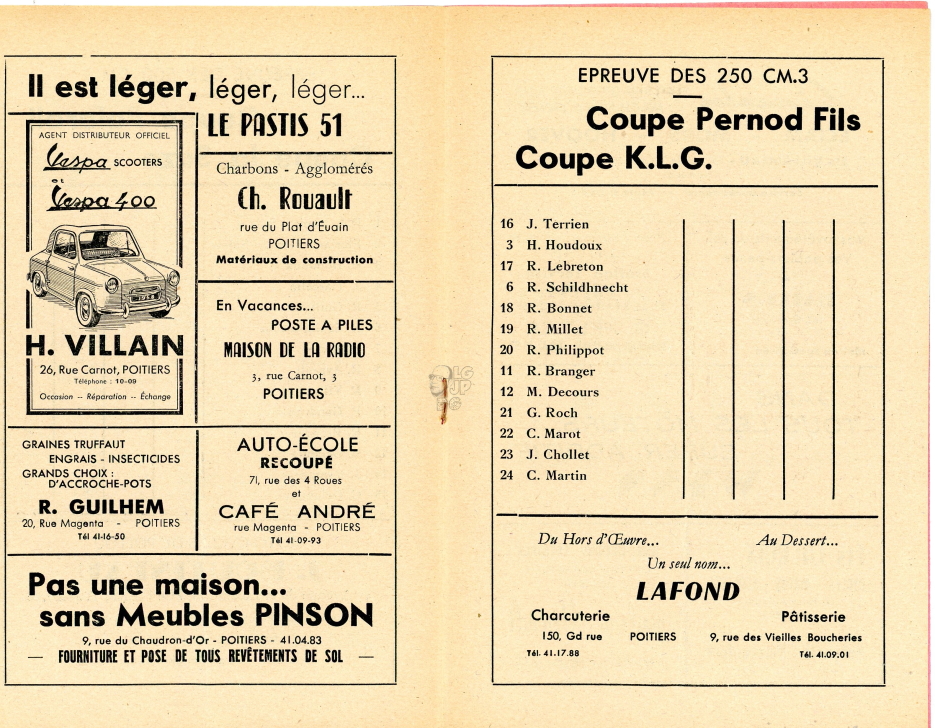 Il est léger, léger, léger...
LE PASTIS 51
AGENT DISTRIBUTEUR OFFICIEL
Vespa SCOOTERS
et
Vespa 400
H. VILLAIN
26, Rue Carnot, POITIERS
Téléphone : 10-09
Occasion -- Réparation -- Échange
Charbons - Agglomérés
Ch. Rouault
rue du Plat d'Euain
POITIERS
Matériaux de construction
En Vacances...
POSTE A PILES
MAISON DE LA RADIO
3, rue Carnot, 3
POITIERS
GRAINES TRUFFAUT
ENGRAIS - INSECTICIDES
GRANDS CHOIX :
D'ACCROCHE-POTS
R. GUILHEM
20, Rue Magenta - POITIERS
Tél 41-16-50
AUTO-ÉCOLE
RECOUPÉ
71, rue des 4 Roues
et
CAFÉ ANDRÉ
rue Magenta - POITIERS
Tél 41-09-93
Pas une maison...
sans Meubles PINSON
9, rue du Chaudron-d'Or - POITIERS - 41.04.83
— FOURNITURE ET POSE DE TOUS REVÊTEMENTS DE SOL —
EPREUVE DES 250 CM.3
Coupe Pernod Fils
Coupe K.L.G.
16 J. Terrien
3 H. Houdoux
17 R. Lebreton
6 R. Schildhnecht
18 R. Bonnet
19 R. Millet
20 R. Philippot
11 R. Branger
12 M. Decours
21 G. Roch
22 C. Marot
23 J. Chollet
24 C. Martin
Du Hors d'Œuvre... Au Dessert...
Un seul nom...
LAFOND
Charcuterie Pâtisserie
150, Gd rue POITIERS 9, rue des Vieilles Boucheries
Tél. 41.17.88 Tél. 41.09.01